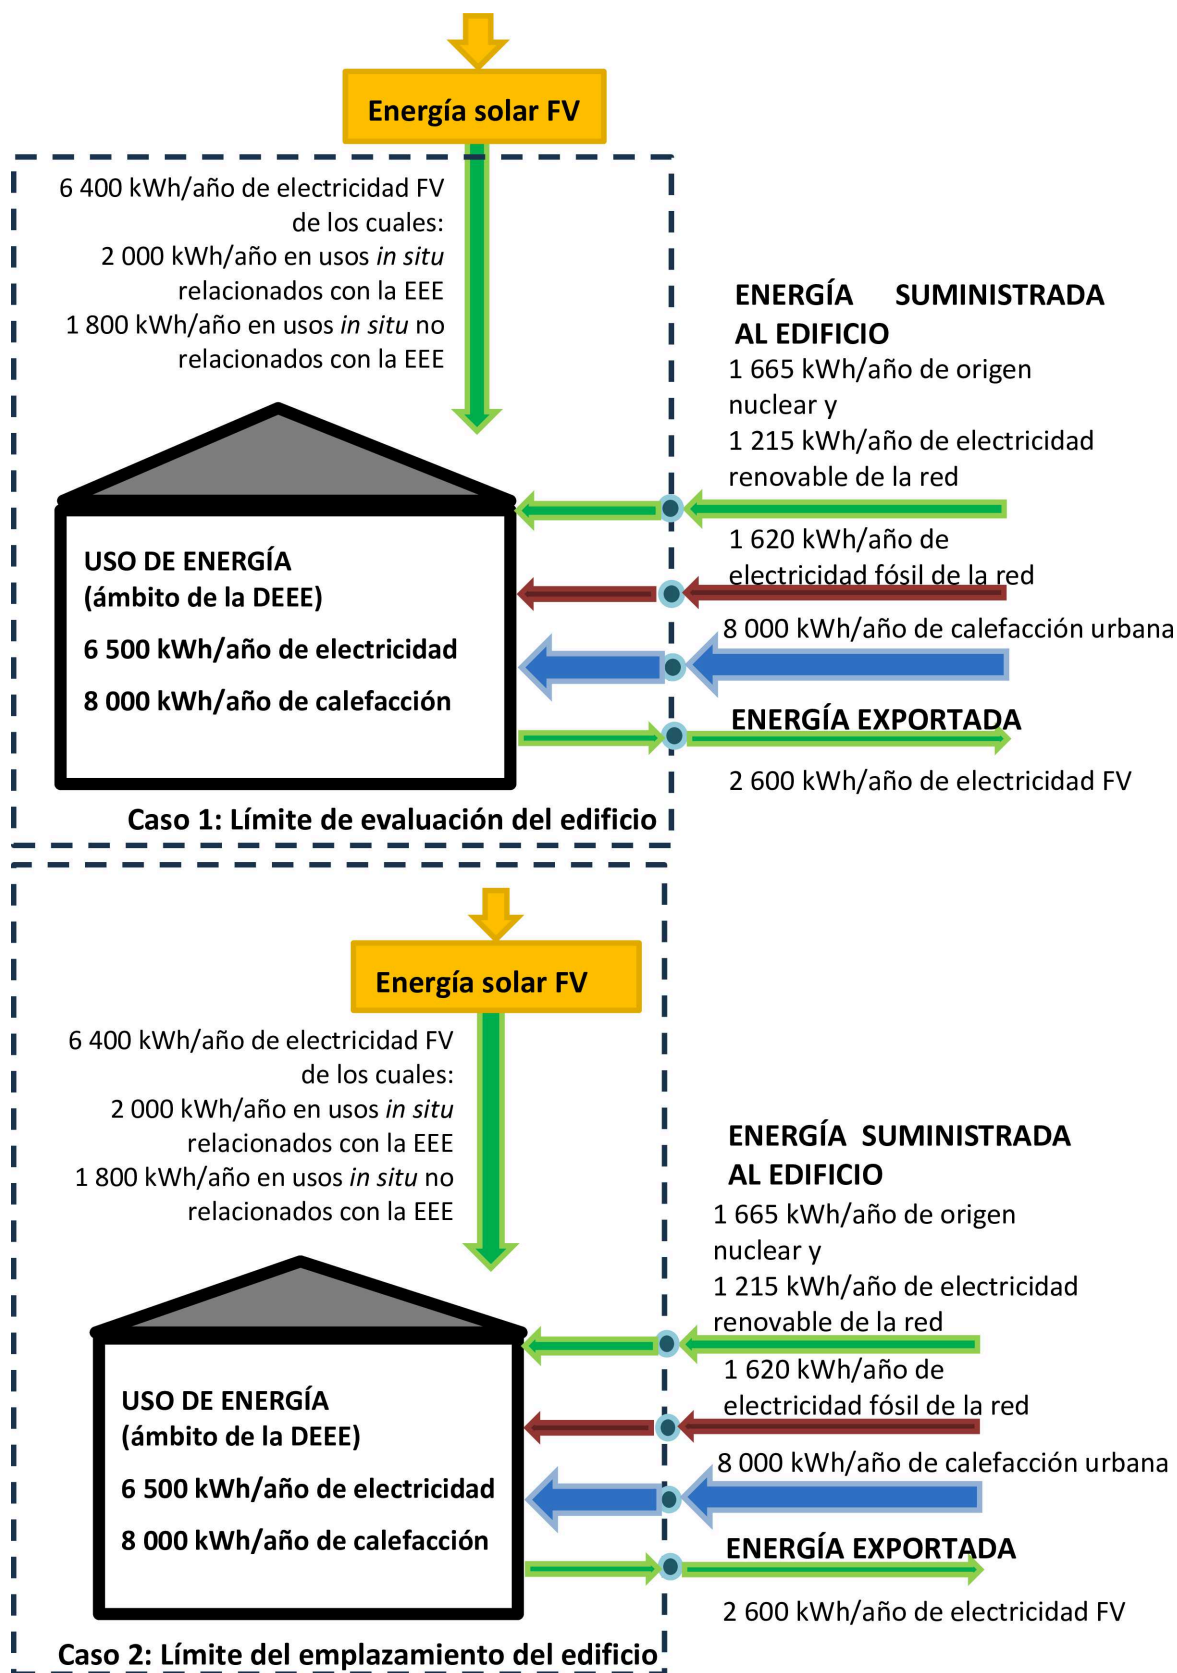 Energía solar FV
6 400 kWh/año de electricidad FV
de los cuales:
2 000 kWh/año en usos in situ
relacionados con la EEE
1 800 kWh/año en usos in situ no
relacionados con la EEE
ENERGÍA SUMINISTRADA
AL EDIFICIO
1 665 kWh/año de origen
nuclear y
1 215 kWh/año de electricidad
renovable de la red
1 620 kWh/año de
electricidad fósil de la red
8 000 kWh/año de calefacción urbana
USO DE ENERGÍA
(ámbito de la DEEE)
6 500 kWh/año de electricidad
8 000 kWh/año de calefacción
ENERGÍA EXPORTADA
2 600 kWh/año de electricidad FV
Caso 1: Límite de evaluación del edificio
Energía solar FV
6 400 kWh/año de electricidad FV
de los cuales:
2 000 kWh/año en usos in situ
relacionados con la EEE
1 800 kWh/año en usos in situ no
relacionados con la EEE
ENERGÍA SUMINISTRADA
AL EDIFICIO
1 665 kWh/año de origen
nuclear y
1 215 kWh/año de electricidad
renovable de la red
1 620 kWh/año de
electricidad fósil de la red
8 000 kWh/año de calefacción urbana
USO DE ENERGÍA
(ámbito de la DEEE)
6 500 kWh/año de electricidad
8 000 kWh/año de calefacción
ENERGÍA EXPORTADA
2 600 kWh/año de electricidad FV
Caso 2: Límite del emplazamiento del edificio